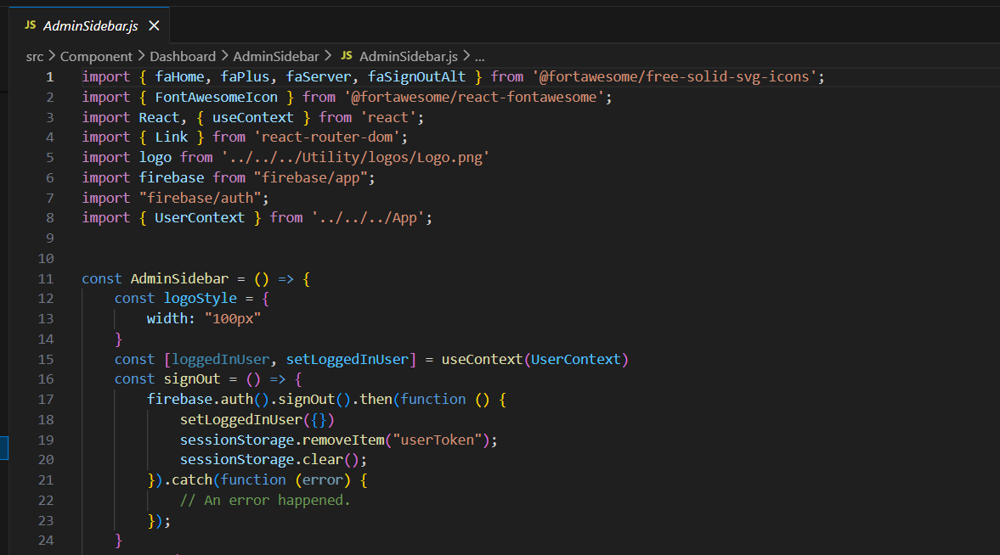 JS AdminSidebar.js ×
src > Component > Dashboard > AdminSidebar > JS AdminSidebar.js > ...
1 import { faHome, faPlus, faServer, faSignOutAlt } from '@fortawesome/free-solid-svg-icons';
2 import { FontAwesomeIcon } from '@fortawesome/react-fontawesome';
3 import React, { useContext } from 'react';
4 import { Link } from 'react-router-dom';
5 import logo from '../../../Utility/logos/Logo.png'
6 import firebase from "firebase/app";
7 import "firebase/auth";
8 import { UserContext } from '../../../App';
9
10
11 const AdminSidebar = () => {
12     const logoStyle = {
13         width: "100px"
14     }
15     const [loggedInUser, setLoggedInUser] = useContext(UserContext)
16     const signOut = () => {
17         firebase.auth().signOut().then(function () {
18             setLoggedInUser({})
19             sessionStorage.removeItem("userToken");
20             sessionStorage.clear();
21         }).catch(function (error) {
22             // An error happened.
23         });
24     }